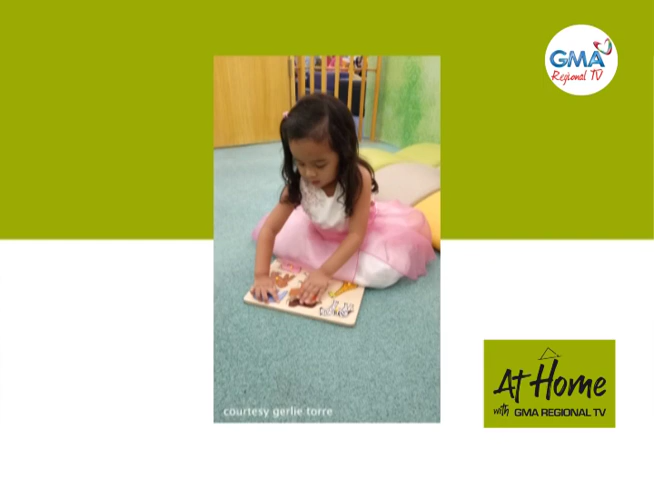 GMA
Regional TV
courtesy gerlie torre
At Home
with GMA REGIONAL TV